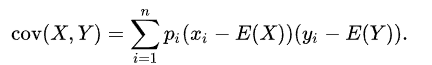 cov(X, Y) = \sum_{i=1}^{n} p_i(x_i − E(X))(y_i − E(Y)).